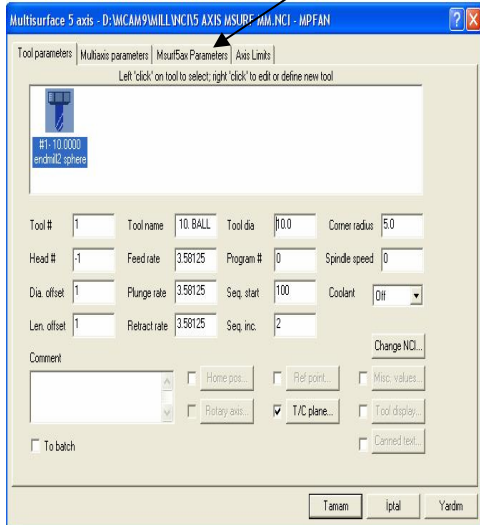 Multisurface 5 axis - D:\MCAM9\MILL\NCI\5 AXIS MSURF MM.NCI - MPFAN
Tool parameters Multiaxis parameters Msurf5ax Parameters Axis Limits
Left 'click' on tool to select; right 'click' to edit or define new tool
#1- 10.0000
endmill2 sphere
Tool # 1 Tool name 10. BALL Tool dia 10.0 Corner radius 5.0
Head # -1 Feed rate 3.58125 Program # 0 Spindle speed 0
Dia. offset 1 Plunge rate 3.58125 Seq. start 100 Coolant Off
Len. offset 1 Retract rate 3.58125 Seq. inc. 2
Change NCI...
Comment
Home pos... Ref point... Misc. values...
Rotary axis... T/C plane... Tool display...
To batch Canned text...
Tamam İptal Yardım